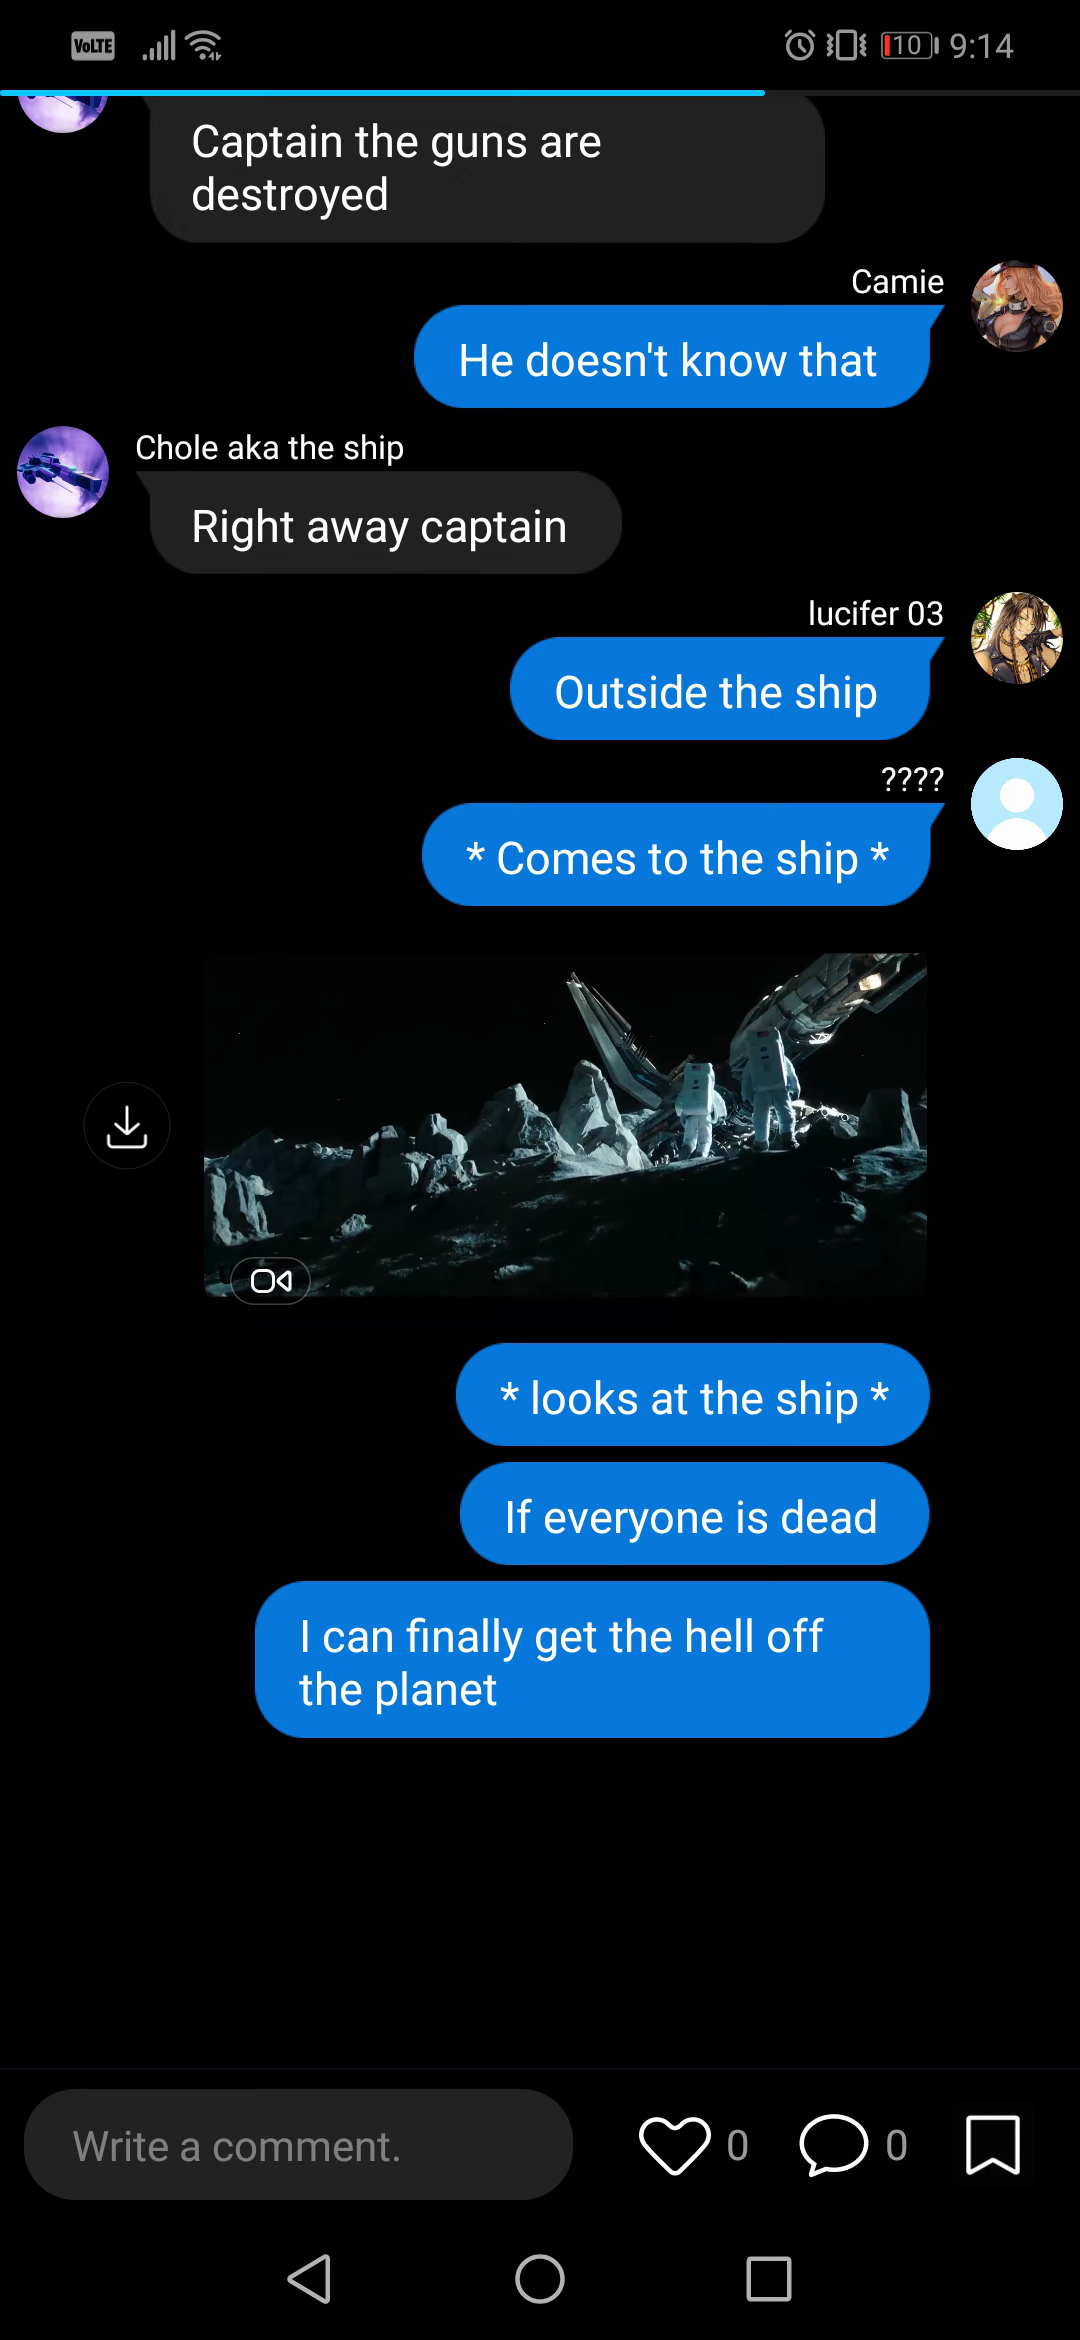 VoLTE
10
9:14
Captain the guns are
destroyed
Camie
He doesn't know that
Chole aka the ship
Right away captain
lucifer 03
Outside the ship
????
* Comes to the ship *
* looks at the ship *
If everyone is dead
I can finally get the hell off
the planet
Write a comment.
0
0